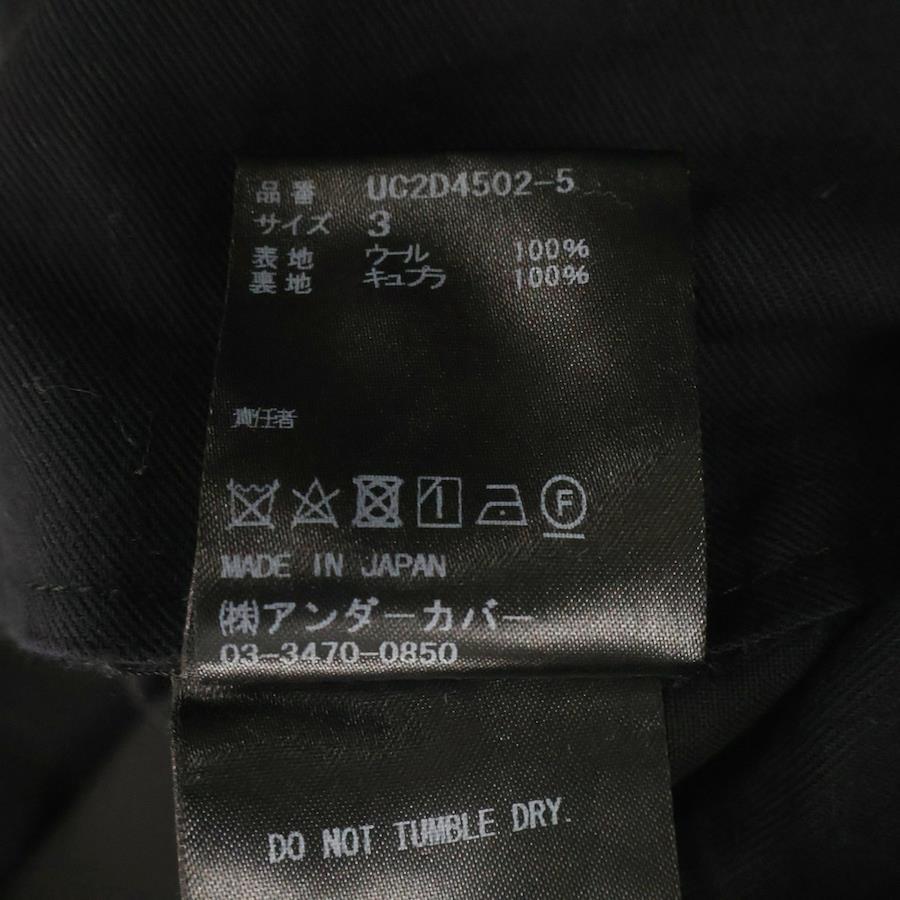 品番 UC2D4502-5
サイズ 3
表地 ウール 100%
裏地 キュプラ 100%
責任者
F
MADE IN JAPAN
㈱アンダーカバー
03-3470-0850
DO NOT TUMBLE DRY.